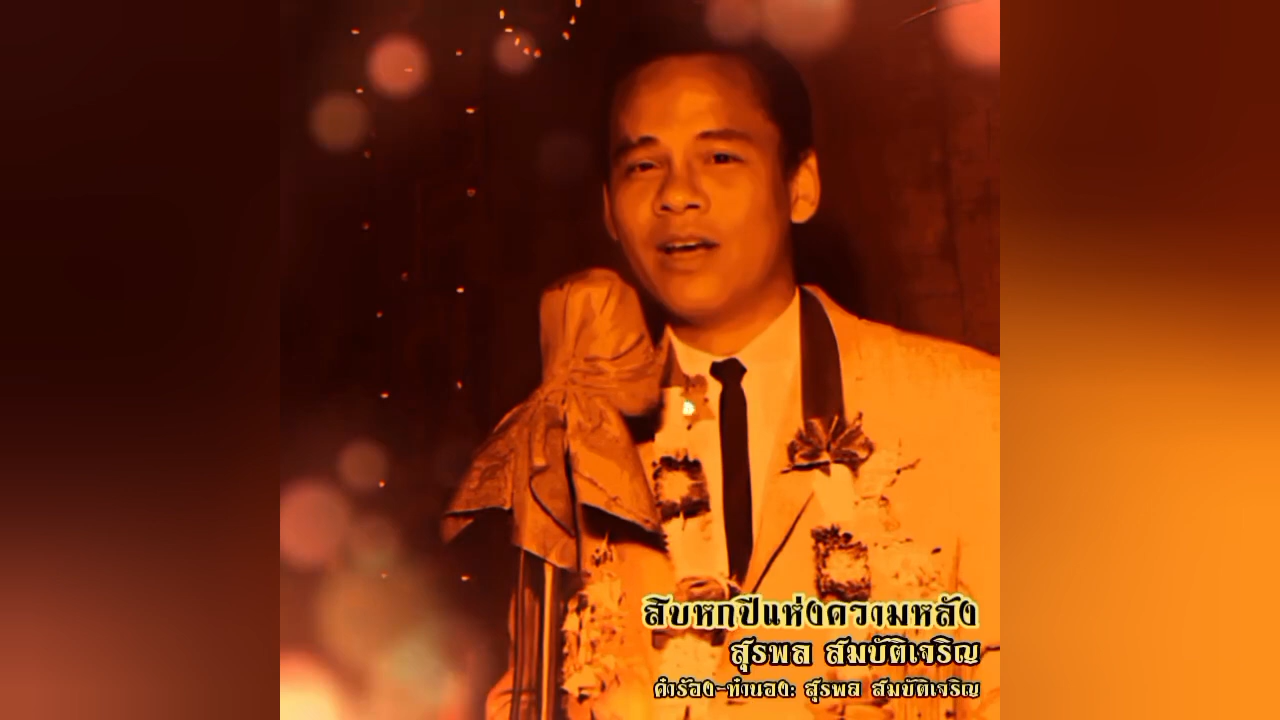 สิบหกปีแห่งความหลัง
สุรพล สมบัติเจริญ
คำร้อง-ทำนอง: สุรพล สมบัติเจริญ